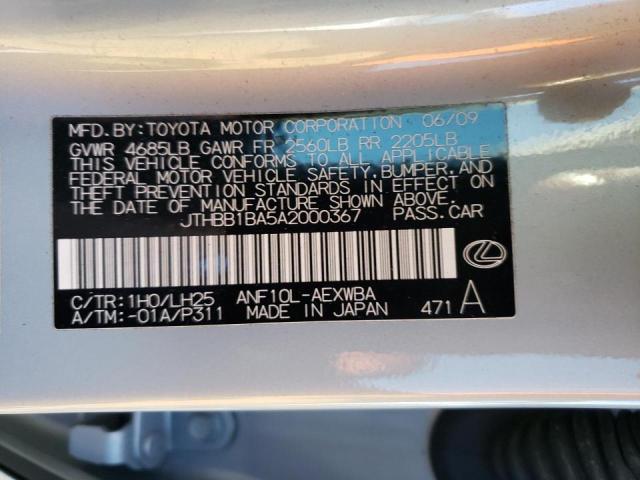 MFD. BY: TOYOTA MOTOR CORPORATION 06/09
GVWR 4685LB GAWR FR 2560LB RR 2205LB
THIS VEHICLE CONFORMS TO ALL APPLICABLE
FEDERAL MOTOR VEHICLE SAFETY, BUMPER, AND
THEFT PREVENTION STANDARDS IN EFFECT ON
THE DATE OF MANUFACTURE SHOWN ABOVE.
JTHBB1BA5A2000367 PASS. CAR
C/TR: 1H0/LH25 ANF10L-AEXWBA
A/TM: -01A/P311 MADE IN JAPAN 471 A